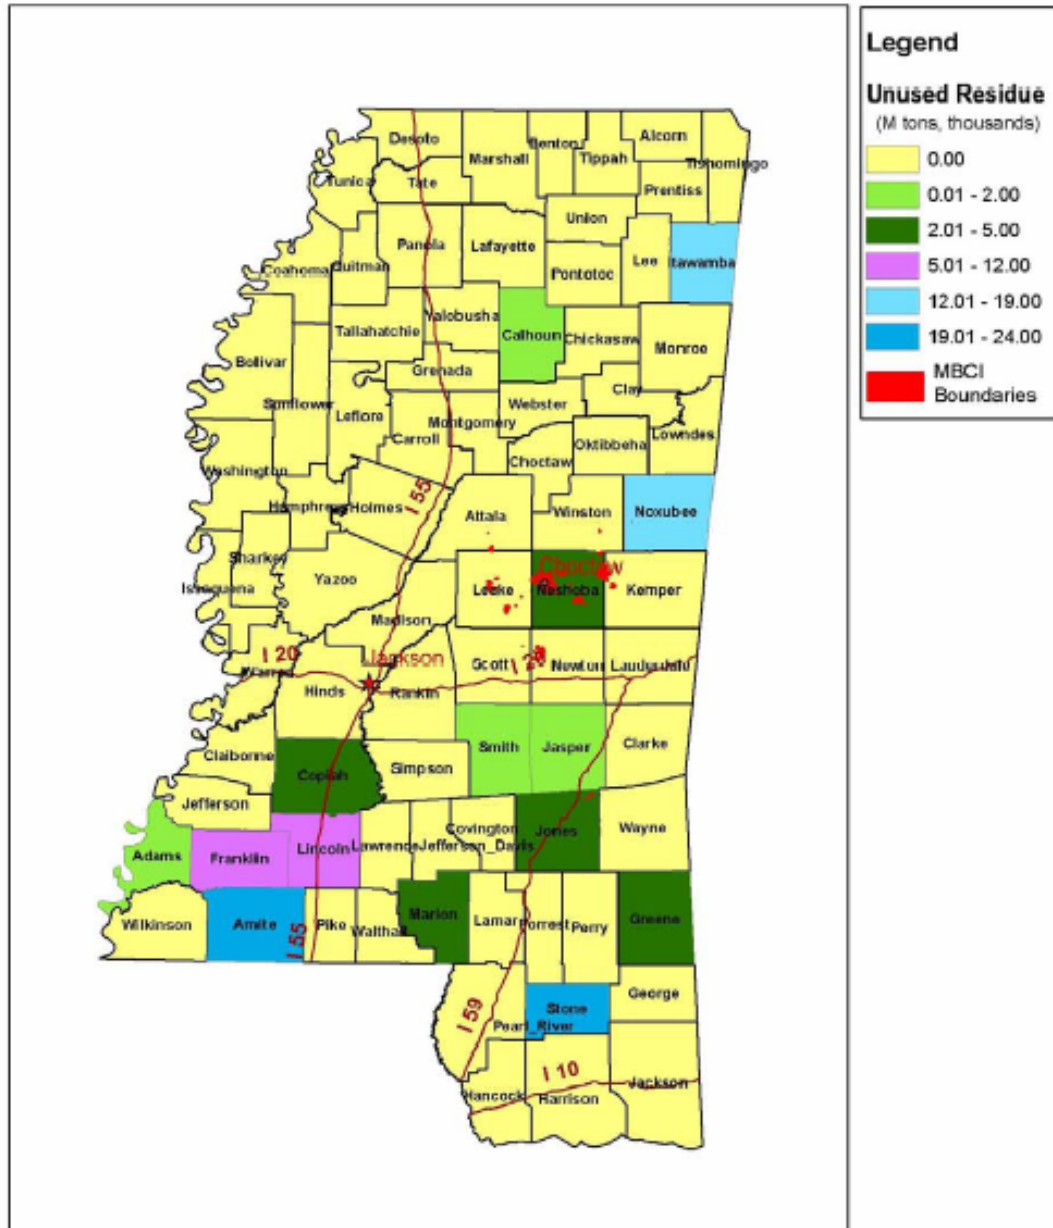 Legend
Unused Residue
(M tons, thousands)
0.00
0.01 - 2.00
2.01 - 5.00
5.01 - 12.00
12.01 - 19.00
19.01 - 24.00
MBCI
Boundaries
Desoto
Marshall
Benton
Tippah
Alcorn
Tishomingo
Tunica
Tate
Prentiss
Union
Panola
Lafayette
Pontotoc
Lee
Itawamba
Coahoma
Quitman
Yalobusha
Calhoun
Chickasaw
Tallahatchie
Monroe
Bolivar
Grenada
Clay
Sunflower
Leflore
Webster
Montgomery
Carroll
Oktibbeha
Lowndes
Choctaw
Washington
Humphreys
Holmes
I 55
Attala
Winston
Noxubee
Sharkey
Issaquena
Yazoo
Choctaw
Leake
Neshoba
Kemper
Madison
I 20
Jackson
Scott
I 20
Newton
Lauderdale
Warren
Hinds
Rankin
Claiborne
Copiah
Simpson
Smith
Jasper
Clarke
Jefferson
Covington
Jones
Wayne
Adams
Franklin
Lincoln
Lawrence
Jefferson_Davis
Wilkinson
Amite
I 55
Pike
Walthall
Marion
Lamar
Forrest
Perry
Greene
George
I 59
Stone
Pearl_River
I 10
Hancock
Harrison
Jackson